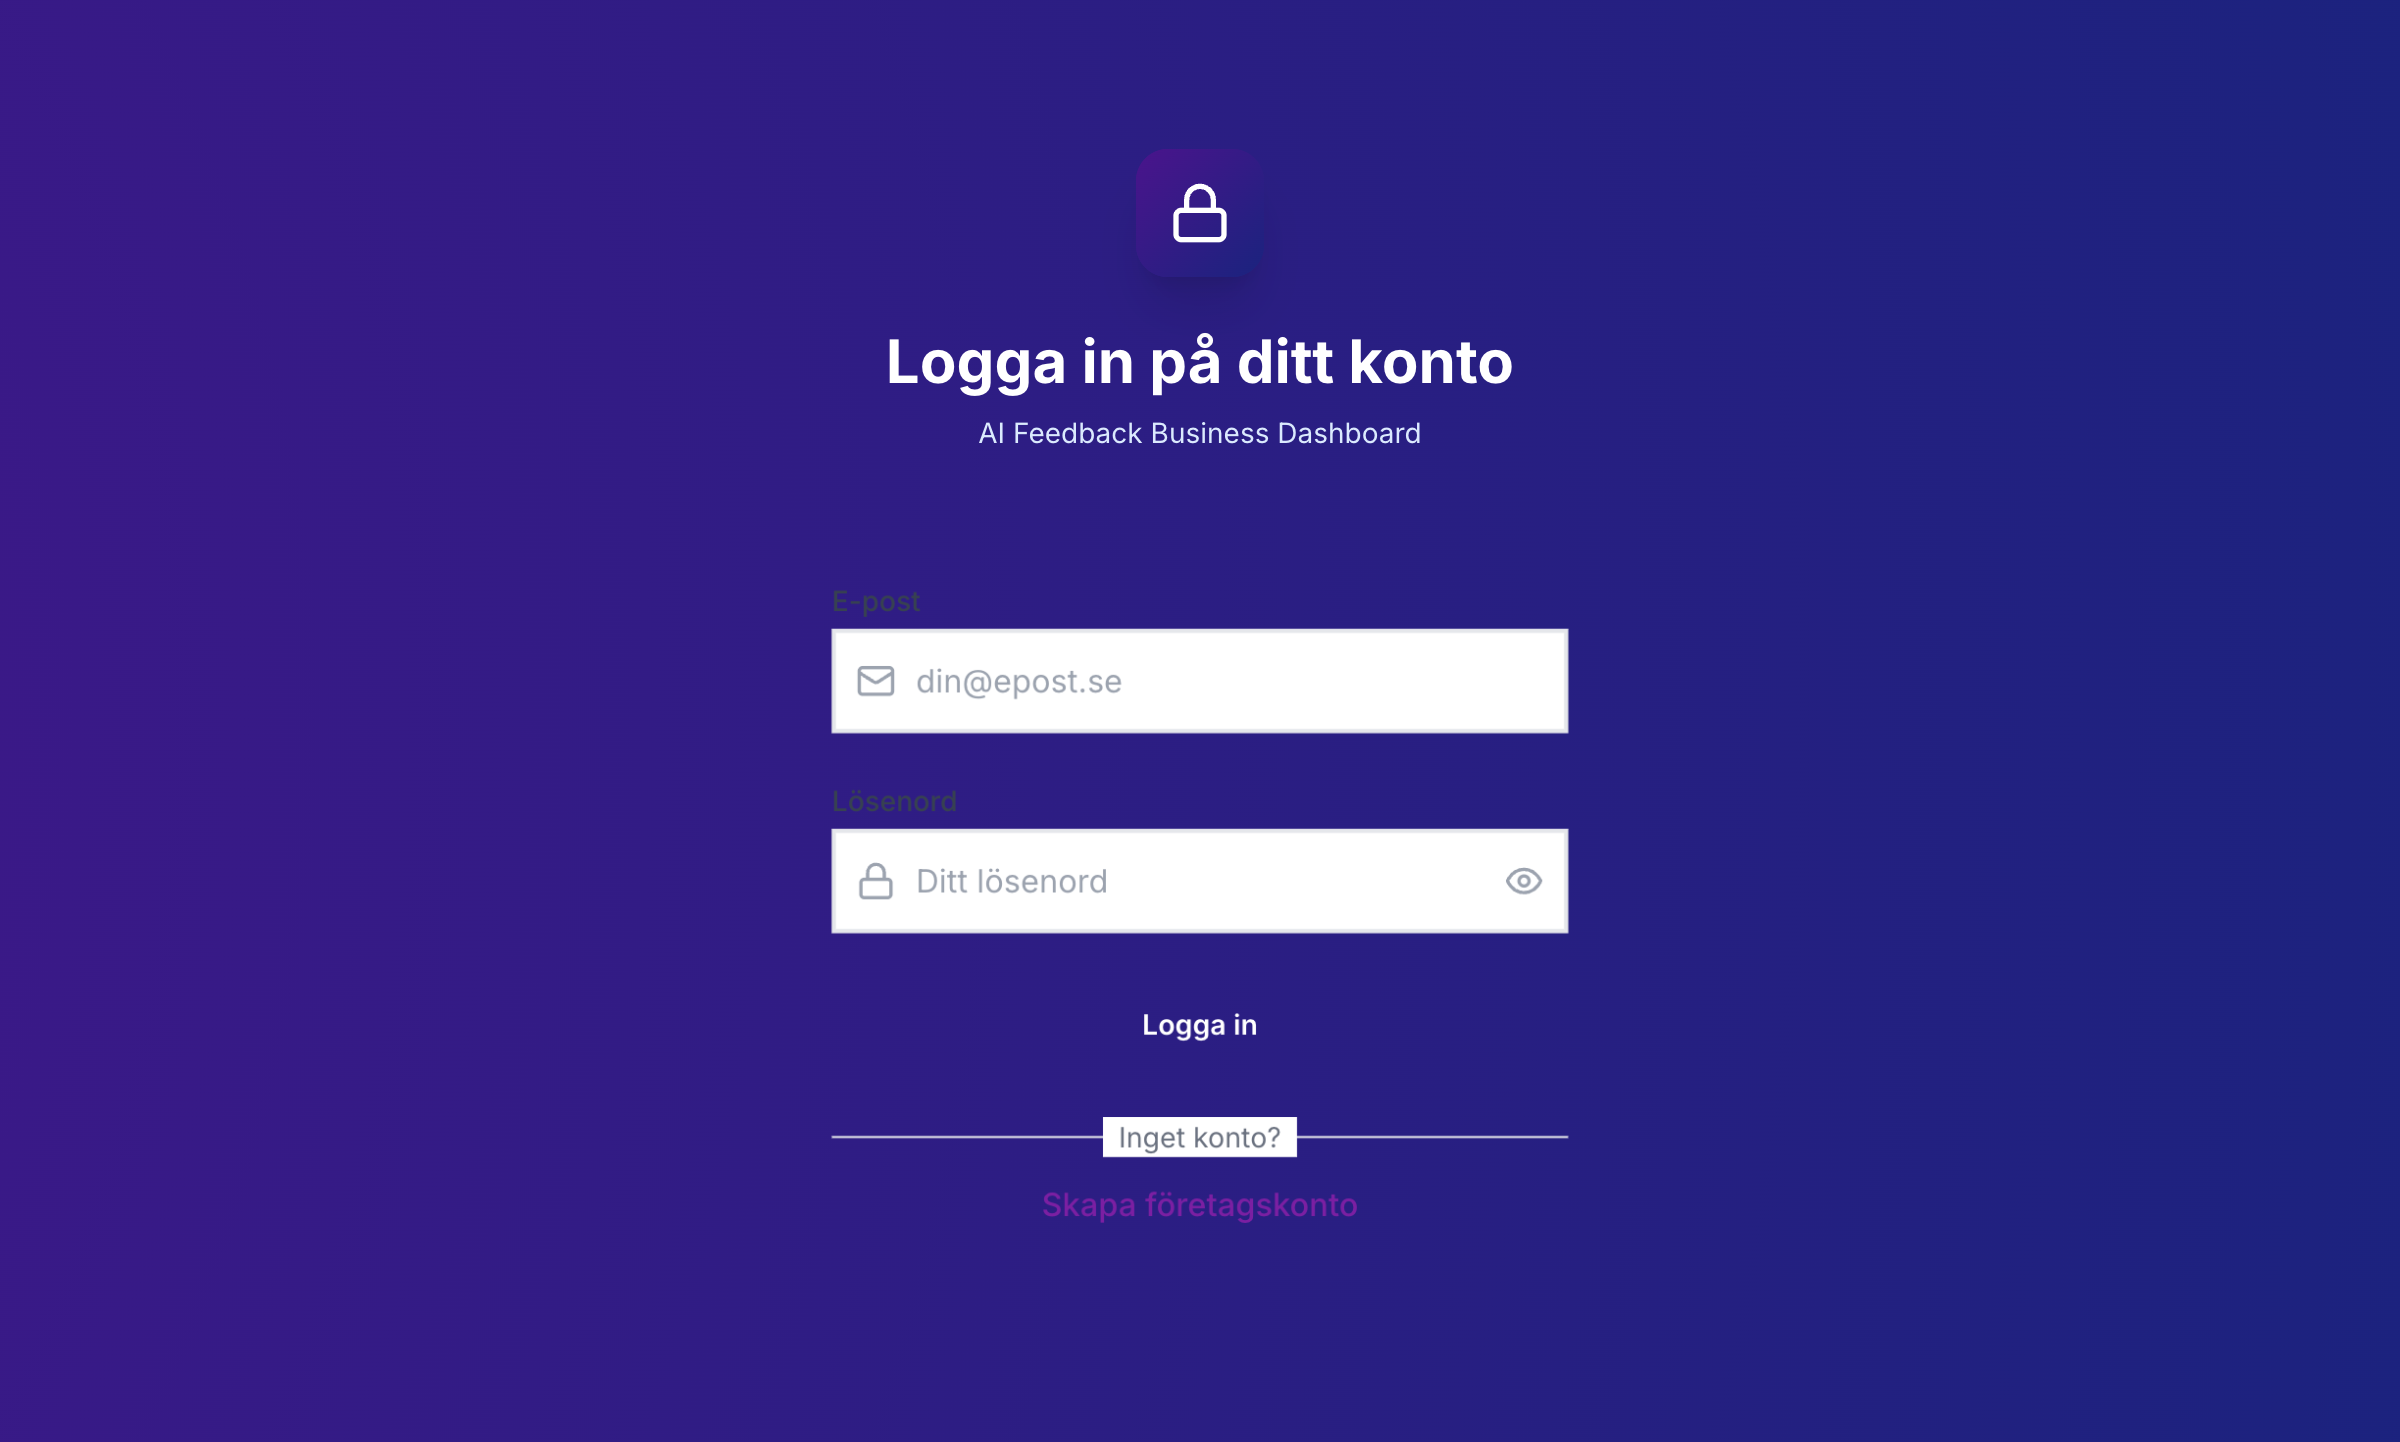 Logga in på ditt konto
AI Feedback Business Dashboard
E-post
din@epost.se
Lösenord
Ditt lösenord
Logga in
Inget konto?
Skapa företagskonto